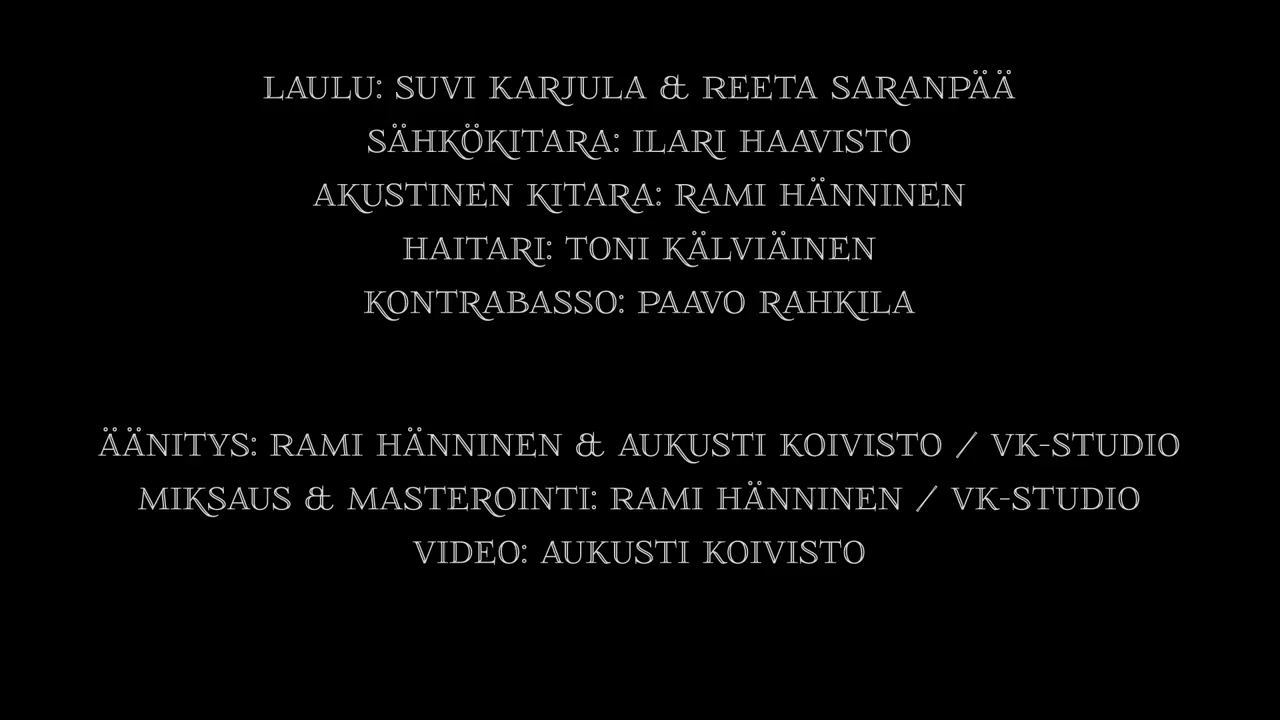 LAULU: SUVI KARJULA & REETA SARANPÄÄ
SÄHKÖKITARA: ILARI HAAVISTO
AKUSTINEN KITARA: RAMI HÄNNINEN
HAITARI: TONI KÄLVIÄINEN
KONTRABASSO: PAAVO RAHKILA
ÄÄNITYS: RAMI HÄNNINEN & AUKUSTI KOIVISTO / VK-STUDIO
MIKSAUS & MASTEROINTI: RAMI HÄNNINEN / VK-STUDIO
VIDEO: AUKUSTI KOIVISTO